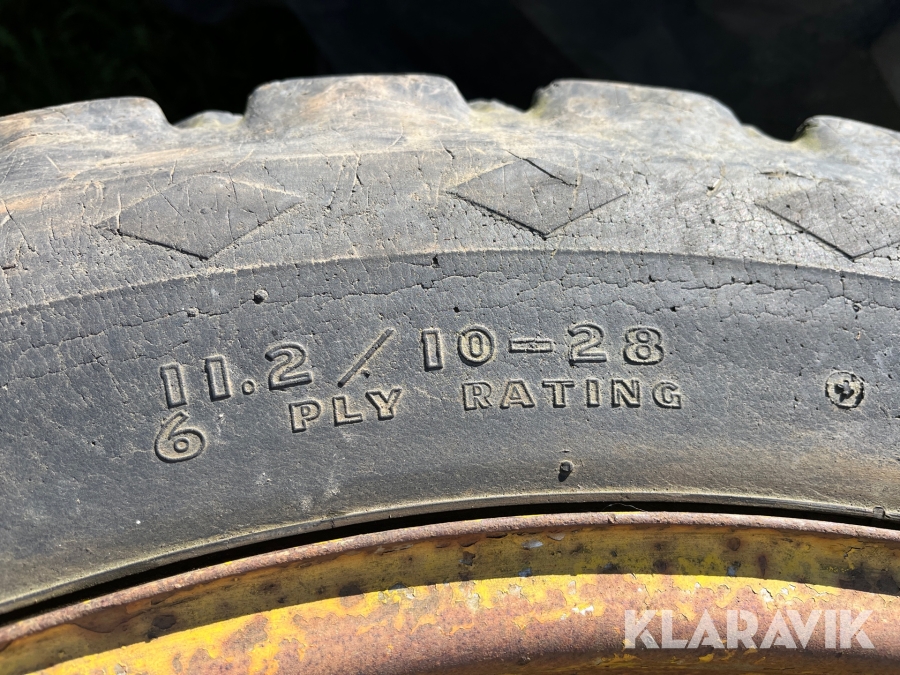 11.2 / 10-28
6 PLY RATING
KLARAVIK